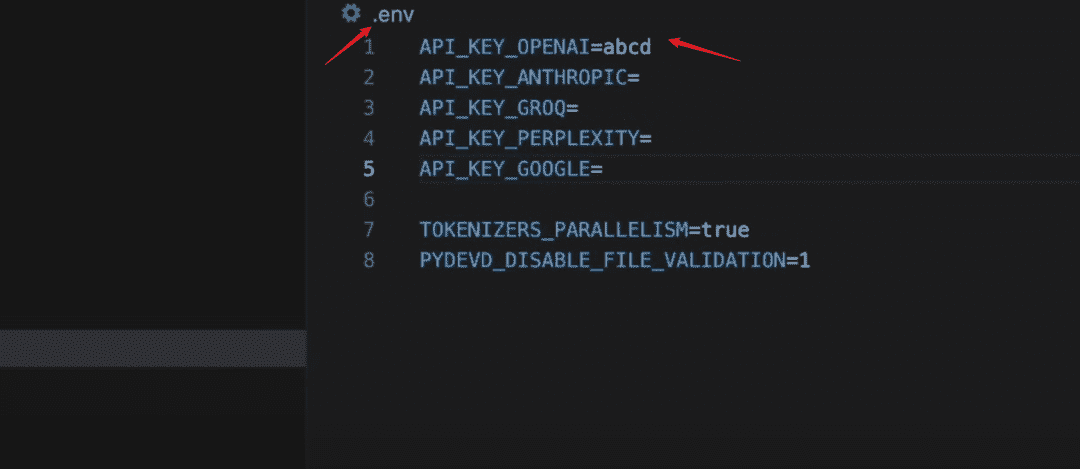 .env
1 API_KEY_OPENAI=abcd
2 API_KEY_ANTHROPIC=
3 API_KEY_GROQ=
4 API_KEY_PERPLEXITY=
5 API_KEY_GOOGLE=
6
7 TOKENIZERS_PARALLELISM=true
8 PYDEVD_DISABLE_FILE_VALIDATION=1